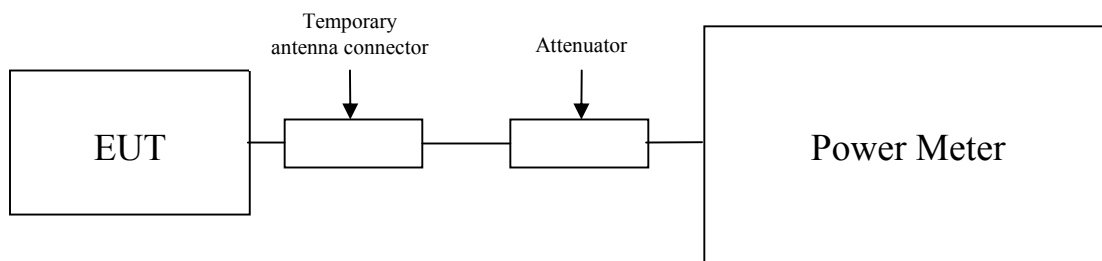 Temporary
antenna connector
Attenuator
EUT
Power Meter